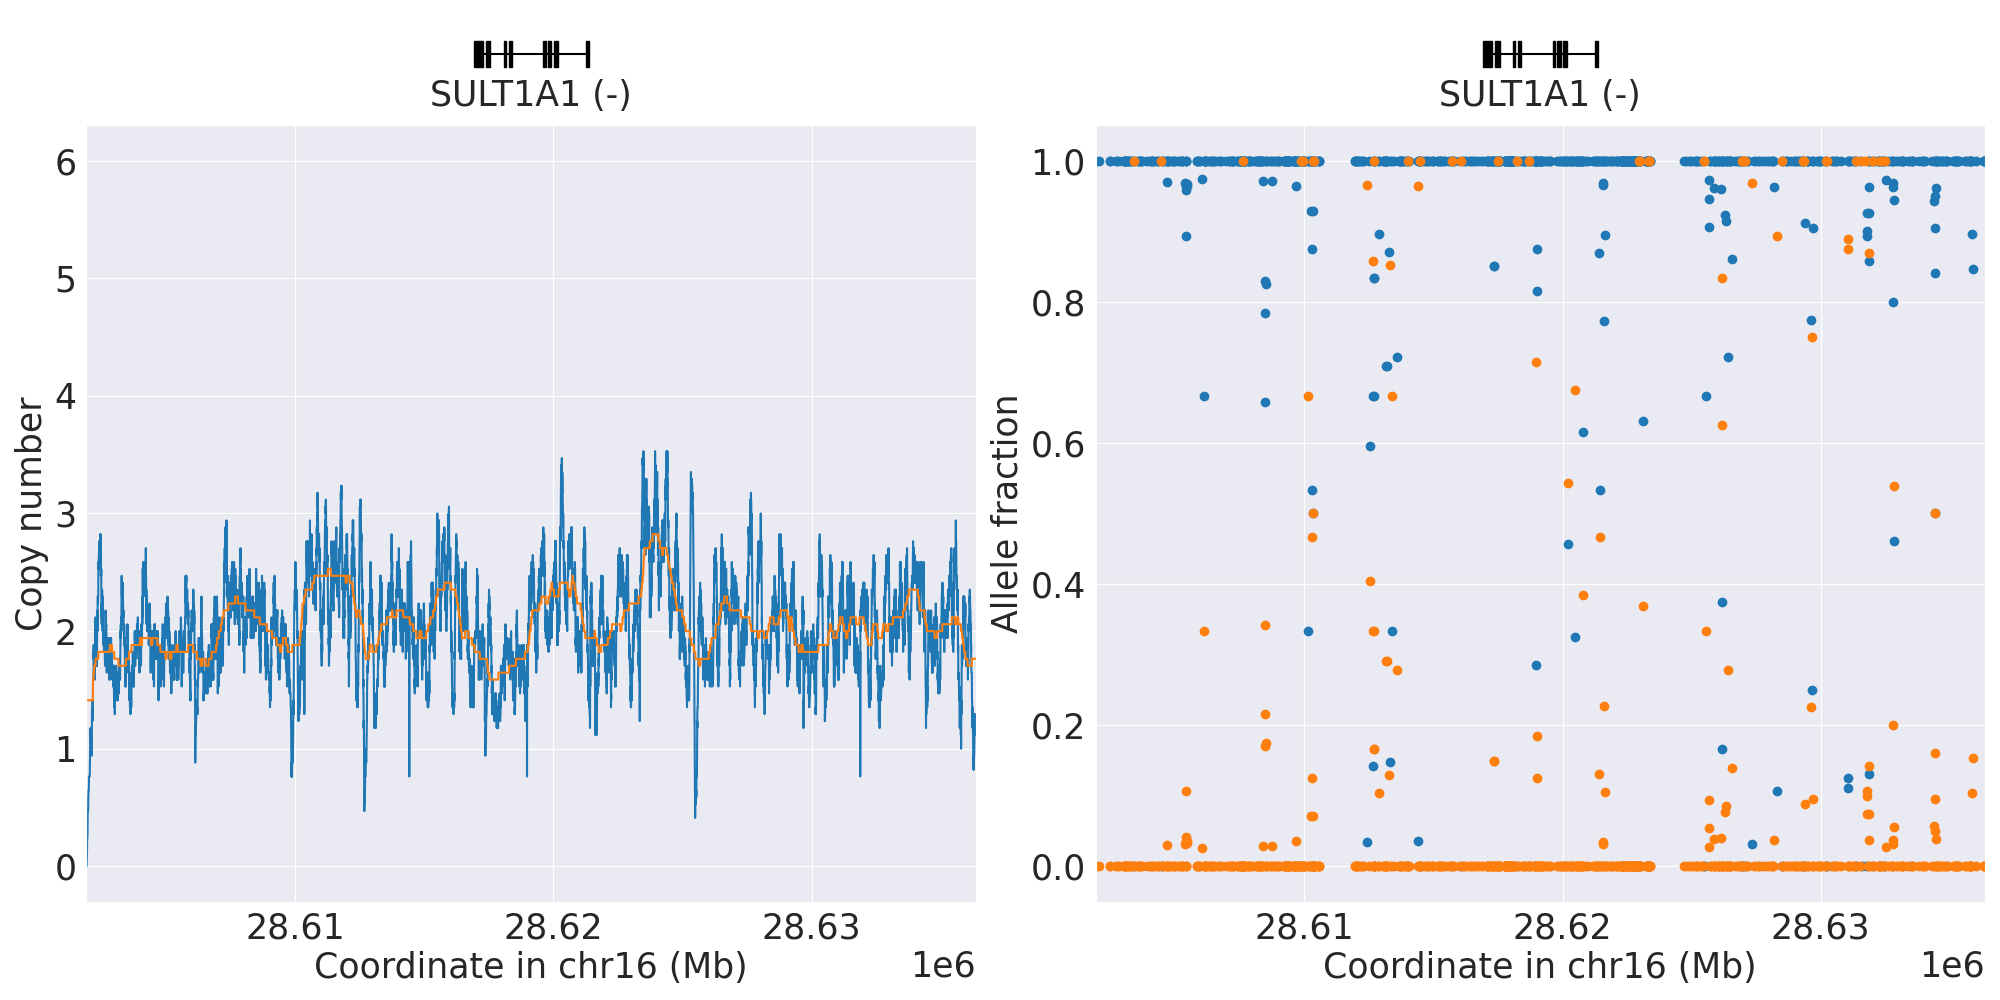 SULT1A1 (-)
6
5
4
3
2
1
0
Copy number
28.61
28.62
28.63
Coordinate in chr16 (Mb)
1e6
SULT1A1 (-)
1.0
0.8
0.6
0.4
0.2
0.0
Allele fraction
28.61
28.62
28.63
Coordinate in chr16 (Mb)
1e6